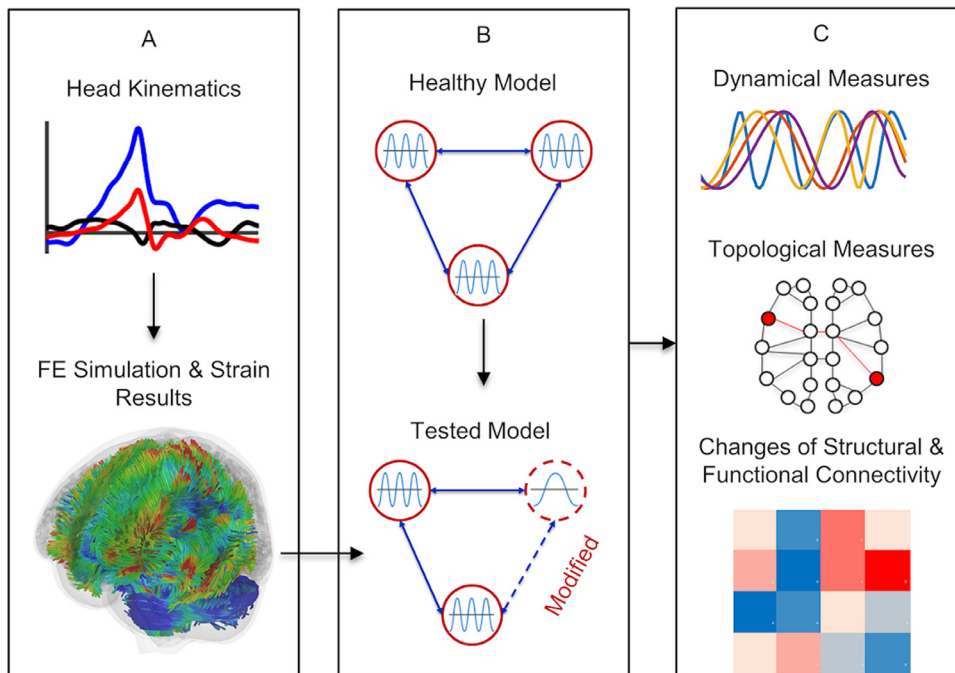 A
Head Kinematics
FE Simulation & Strain
Results
B
Healthy Model
Tested Model
Modified
C
Dynamical Measures
Topological Measures
Changes of Structural &
Functional Connectivity